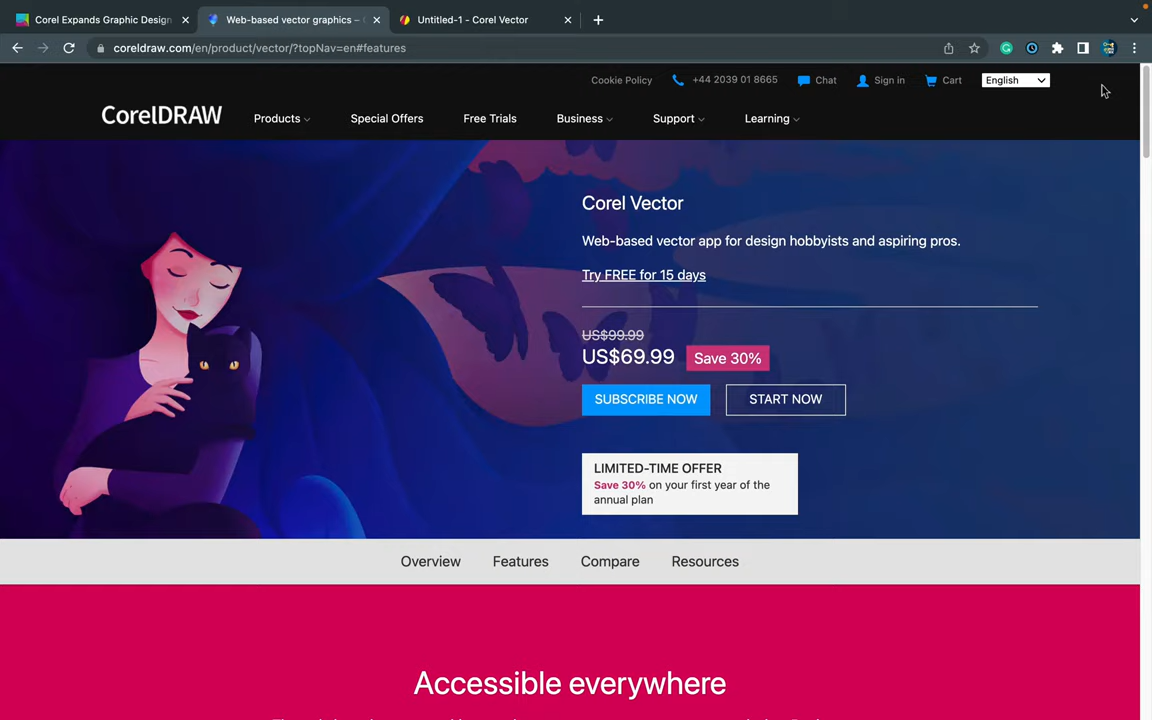 Corel Expands Graphic Design
Web-based vector graphics –
Untitled-1 - Corel Vector
coreldraw.com/en/product/vector/?topNav=en#features
Cookie Policy
+44 2039 01 8665
Chat
Sign in
Cart
English
CorelDRAW
Products
Special Offers
Free Trials
Business
Support
Learning
Corel Vector
Web-based vector app for design hobbyists and aspiring pros.
Try FREE for 15 days
US$99.99
US$69.99
Save 30%
SUBSCRIBE NOW
START NOW
LIMITED-TIME OFFER
Save 30% on your first year of the
annual plan
Overview
Features
Compare
Resources
Accessible everywhere